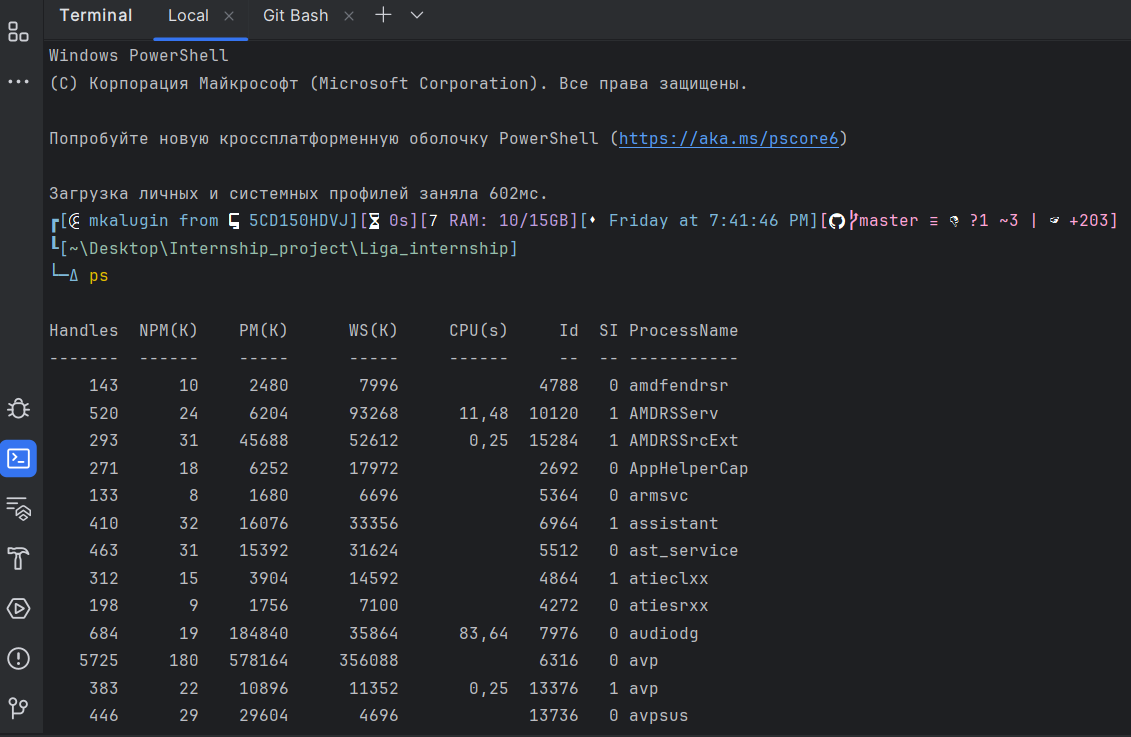 Terminal Local Git Bash
Windows PowerShell
(C) Корпорация Майкрософт (Microsoft Corporation). Все права защищены.
Попробуйте новую кроссплатформенную оболочку PowerShell (https://aka.ms/pscore6)
Загрузка личных и системных профилей заняла 602мс.
[ mkalugin from 5CD150HDVJ][ 0s][7 RAM: 10/15GB][ Friday at 7:41:46 PM][ master ≡ ?1 ~3 | +203]
[~\Desktop\Internship_project\Liga_internship]
Δ ps
Handles NPM(K) PM(K) WS(K) CPU(s) Id SI ProcessName
------- ------ ----- ----- ------ -- -- -----------
143 10 2480 7996 4788 0 amdfendrsr
520 24 6204 93268 11,48 10120 1 AMDRSServ
293 31 45688 52612 0,25 15284 1 AMDRSSrcExt
271 18 6252 17972 2692 0 AppHelperCap
133 8 1680 6696 5364 0 armsvc
410 32 16076 33356 6964 1 assistant
463 31 15392 31624 5512 0 ast_service
312 15 3904 14592 4864 1 atieclxx
198 9 1756 7100 4272 0 atiesrxx
684 19 184840 35864 83,64 7976 0 audiodg
5725 180 578164 356088 6316 0 avp
383 22 10896 11352 0,25 13376 1 avp
446 29 29604 4696 13736 0 avpsus